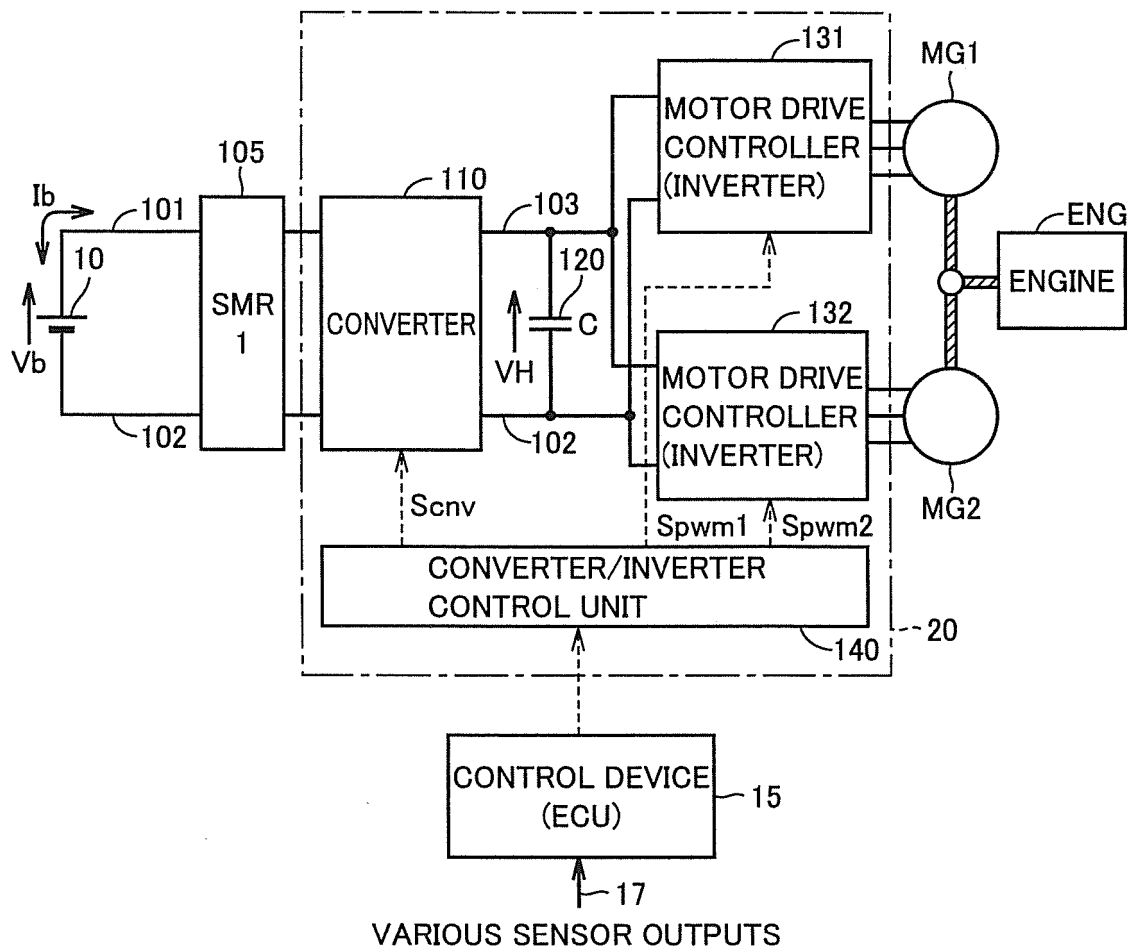 131
MG1
MOTOR DRIVE
CONTROLLER
(INVERTER)
105
110
Ib
101
103
ENG
10
120
SMR
1
CONVERTER
C
ENGINE
132
Vb
VH
MOTOR DRIVE
CONTROLLER
(INVERTER)
102
102
MG2
Scnv
Spwm1
Spwm2
CONVERTER/INVERTER
CONTROL UNIT
20
140
CONTROL DEVICE
(ECU)
15
17
VARIOUS SENSOR OUTPUTS